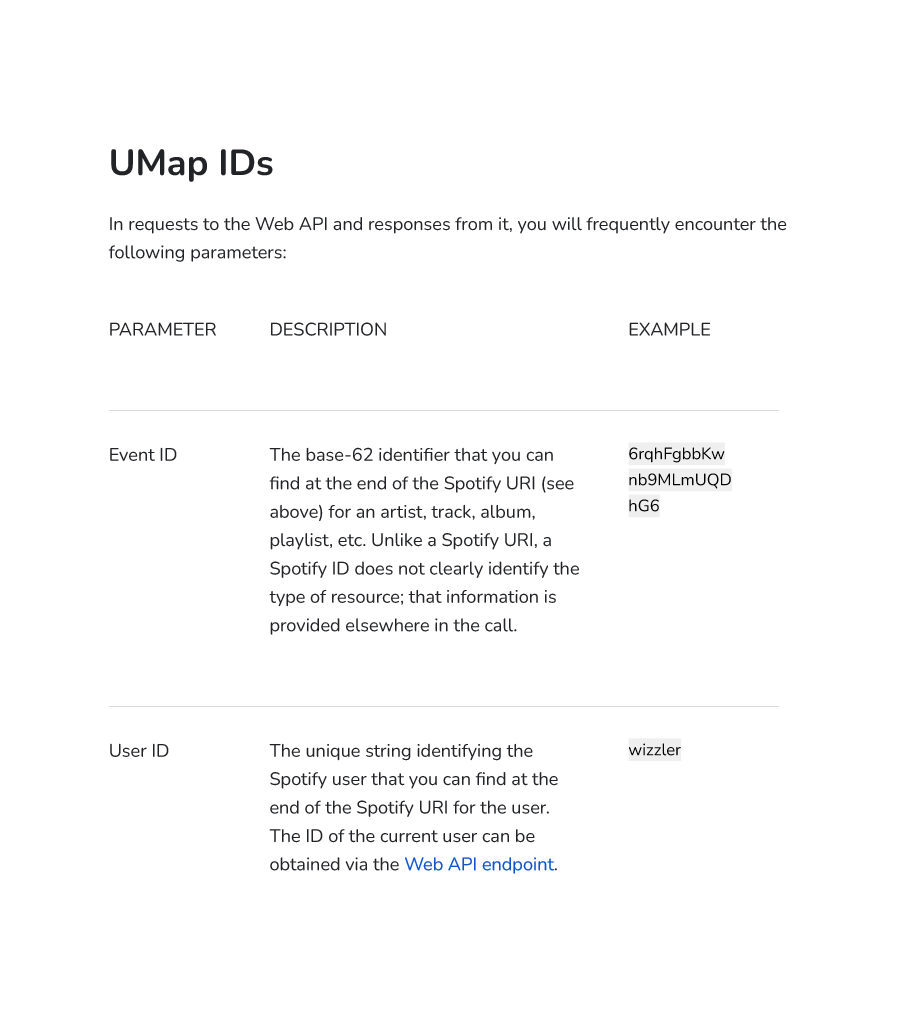 UMap IDs
In requests to the Web API and responses from it, you will frequently encounter the
following parameters:
PARAMETER DESCRIPTION EXAMPLE
Event ID The base-62 identifier that you can 6rqhFgbbKw
find at the end of the Spotify URI (see nb9MLmUQD
above) for an artist, track, album, hG6
playlist, etc. Unlike a Spotify URI, a
Spotify ID does not clearly identify the
type of resource; that information is
provided elsewhere in the call.
User ID The unique string identifying the wizzler
Spotify user that you can find at the
end of the Spotify URI for the user.
The ID of the current user can be
obtained via the Web API endpoint.